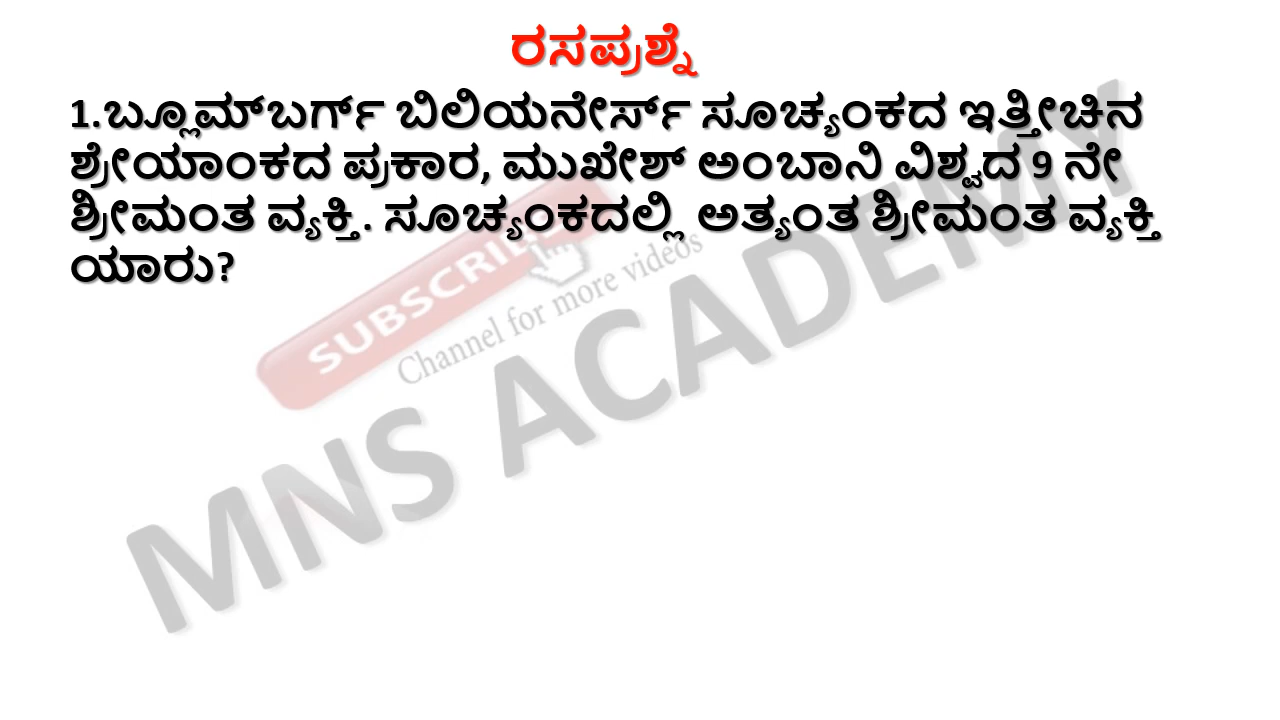 ರಸಪ್ರಶ್ನೆ
1.ಬ್ಲೂಮ್‌ಬರ್ಗ್ ಬಿಲಿಯನೇರ್ಸ್ ಸೂಚ್ಯಂಕದ ಇತ್ತೀಚಿನ
ಶ್ರೇಯಾಂಕದ ಪ್ರಕಾರ, ಮುಖೇಶ್ ಅಂಬಾನಿ ವಿಶ್ವದ 9 ನೇ
ಶ್ರೀಮಂತ ವ್ಯಕ್ತಿ. ಸೂಚ್ಯಂಕದಲ್ಲಿ ಅತ್ಯಂತ ಶ್ರೀಮಂತ ವ್ಯಕ್ತಿ
ಯಾರು?
SUBSCRIBE
Channel for more videos
MNS ACADEMY